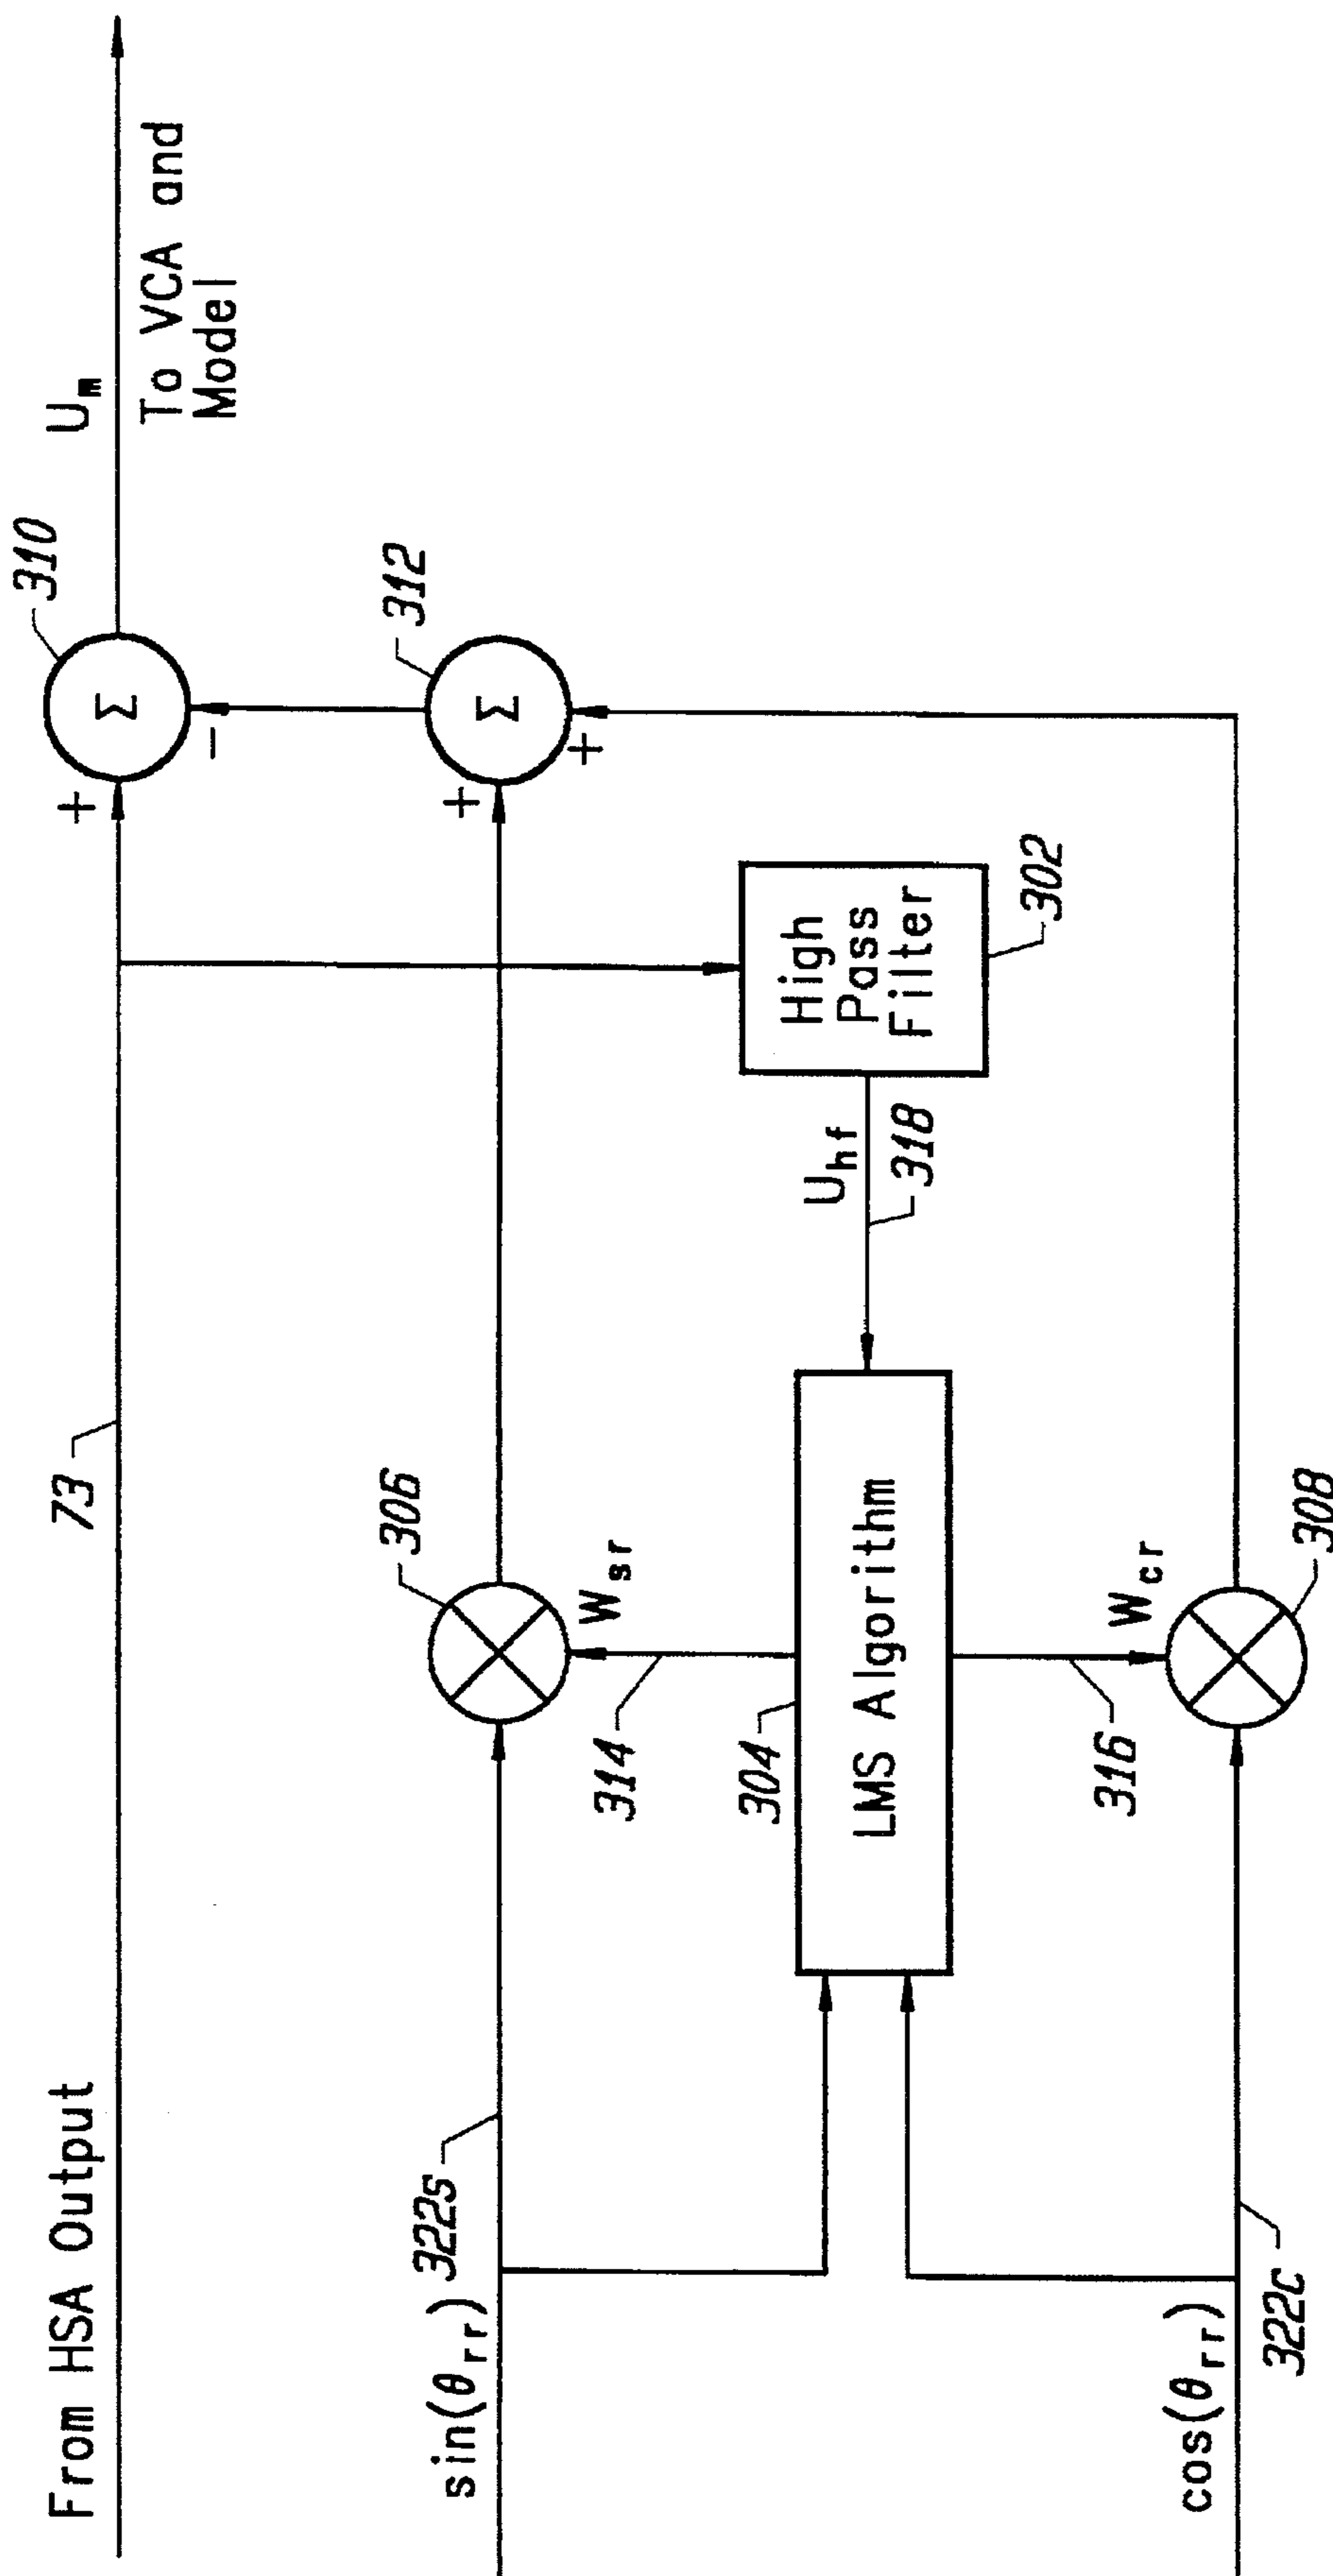 From HSA Output
73
+
Σ
310
U_m
To VCA and
Model
-
sin(θ_rr)
322s
306
W_sr
314
+
Σ
312
+
304
LMS Algorithm
U_hf
318
High
Pass
Filter
302
316
W_cr
cos(θ_rr)
322c
308